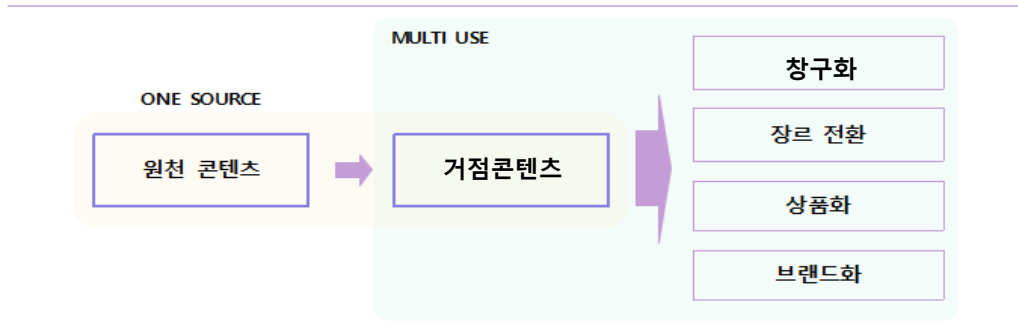 MULTI USE
ONE SOURCE
원천 콘텐츠
거점콘텐츠
창구화
장르 전환
상품화
브랜드화